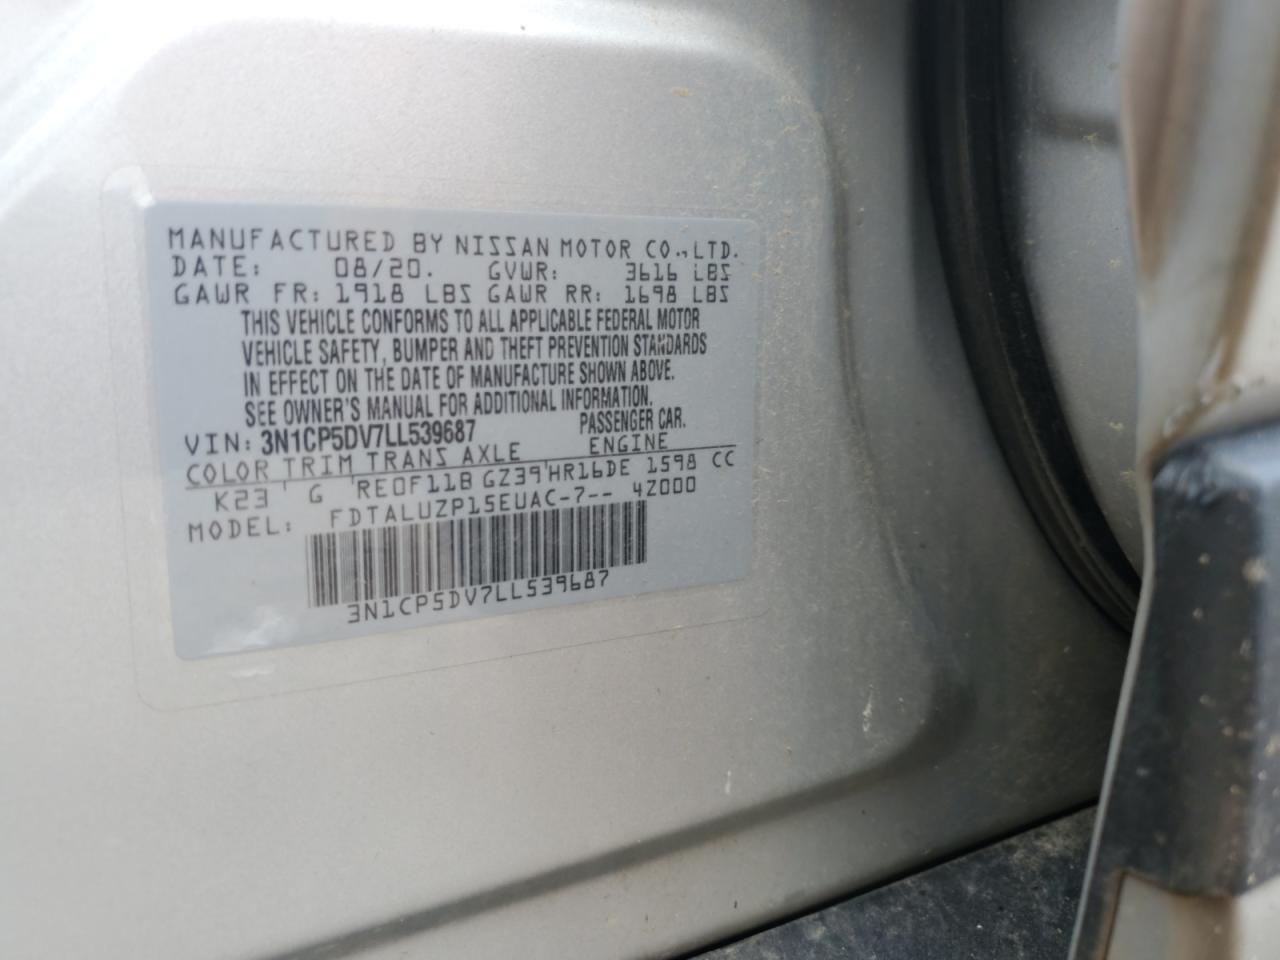 MANUFACTURED BY NISSAN MOTOR CO.,LTD.
DATE: 08/20. GVWR: 3616 LBS
GAWR FR: 1918 LBS GAWR RR: 1698 LBS
THIS VEHICLE CONFORMS TO ALL APPLICABLE FEDERAL MOTOR
VEHICLE SAFETY, BUMPER AND THEFT PREVENTION STANDARDS
IN EFFECT ON THE DATE OF MANUFACTURE SHOWN ABOVE.
SEE OWNER'S MANUAL FOR ADDITIONAL INFORMATION.
VIN: 3N1CP5DV7LL539687 PASSENGER CAR.
COLOR TRIM TRANS AXLE ENGINE
K23 ' G 'RE0F11B GZ39'HR16DE 1598 CC
MODEL: FDTALUZP15EUAC-7-- 4Z000
3N1CP5DV7LL539687